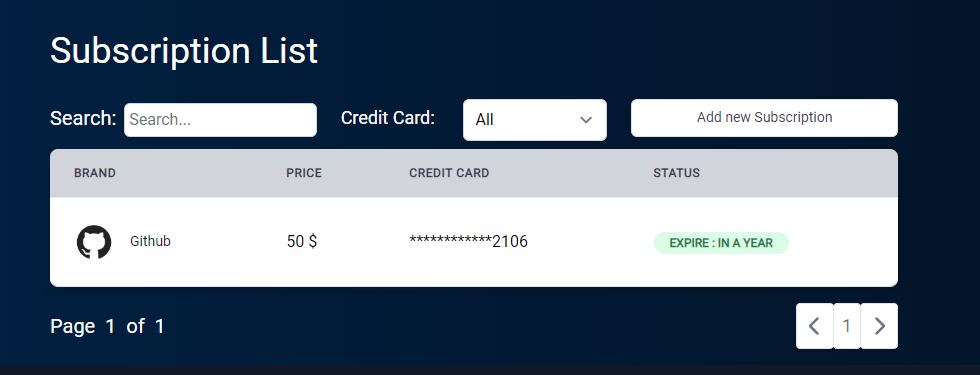 Subscription List
Search: Search... Credit Card: All Add new Subscription
BRAND PRICE CREDIT CARD STATUS
Github 50 $ ************2106 EXPIRE : IN A YEAR
Page 1 of 1 1